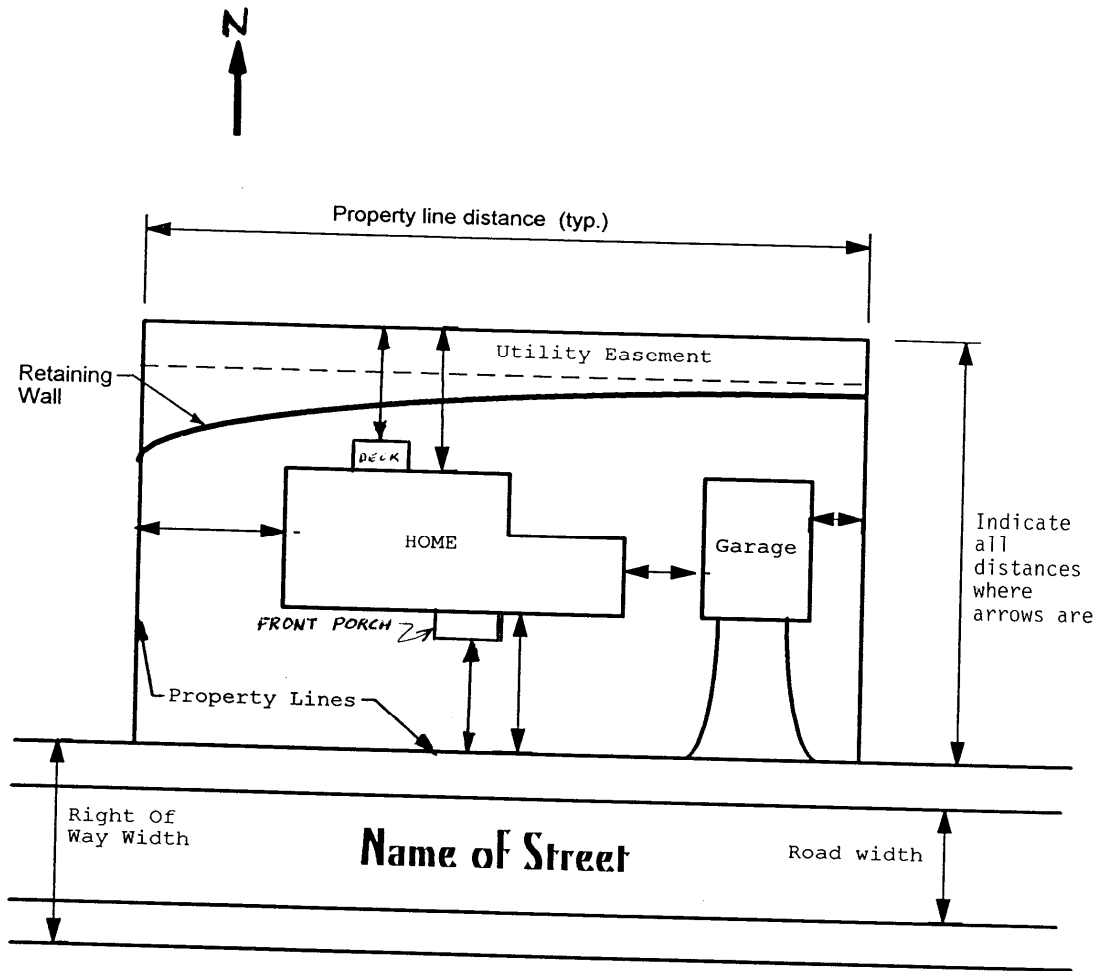 N
Property line distance (typ.)
Utility Easement
Retaining
Wall
DECK
HOME
Garage
Indicate
all
distances
where
arrows are
FRONT PORCH
Property Lines
Right Of
Way Width
Name of Street
Road width